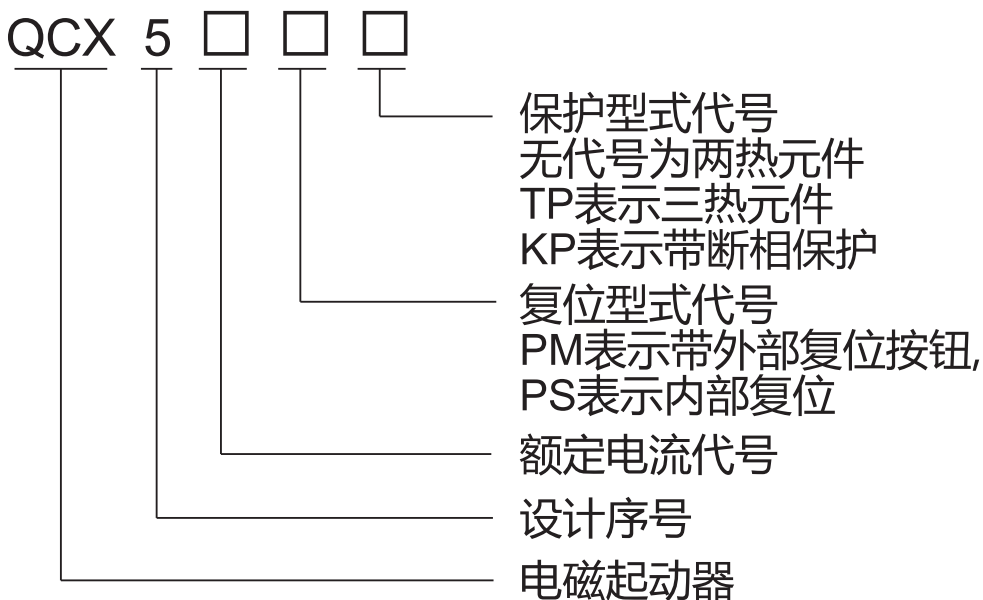 QCX 5 □ □ □
保护型式代号
无代号为两热元件
TP表示三热元件
KP表示带断相保护
复位型式代号
PM表示带外部复位按钮,
PS表示内部复位
额定电流代号
设计序号
电磁起动器